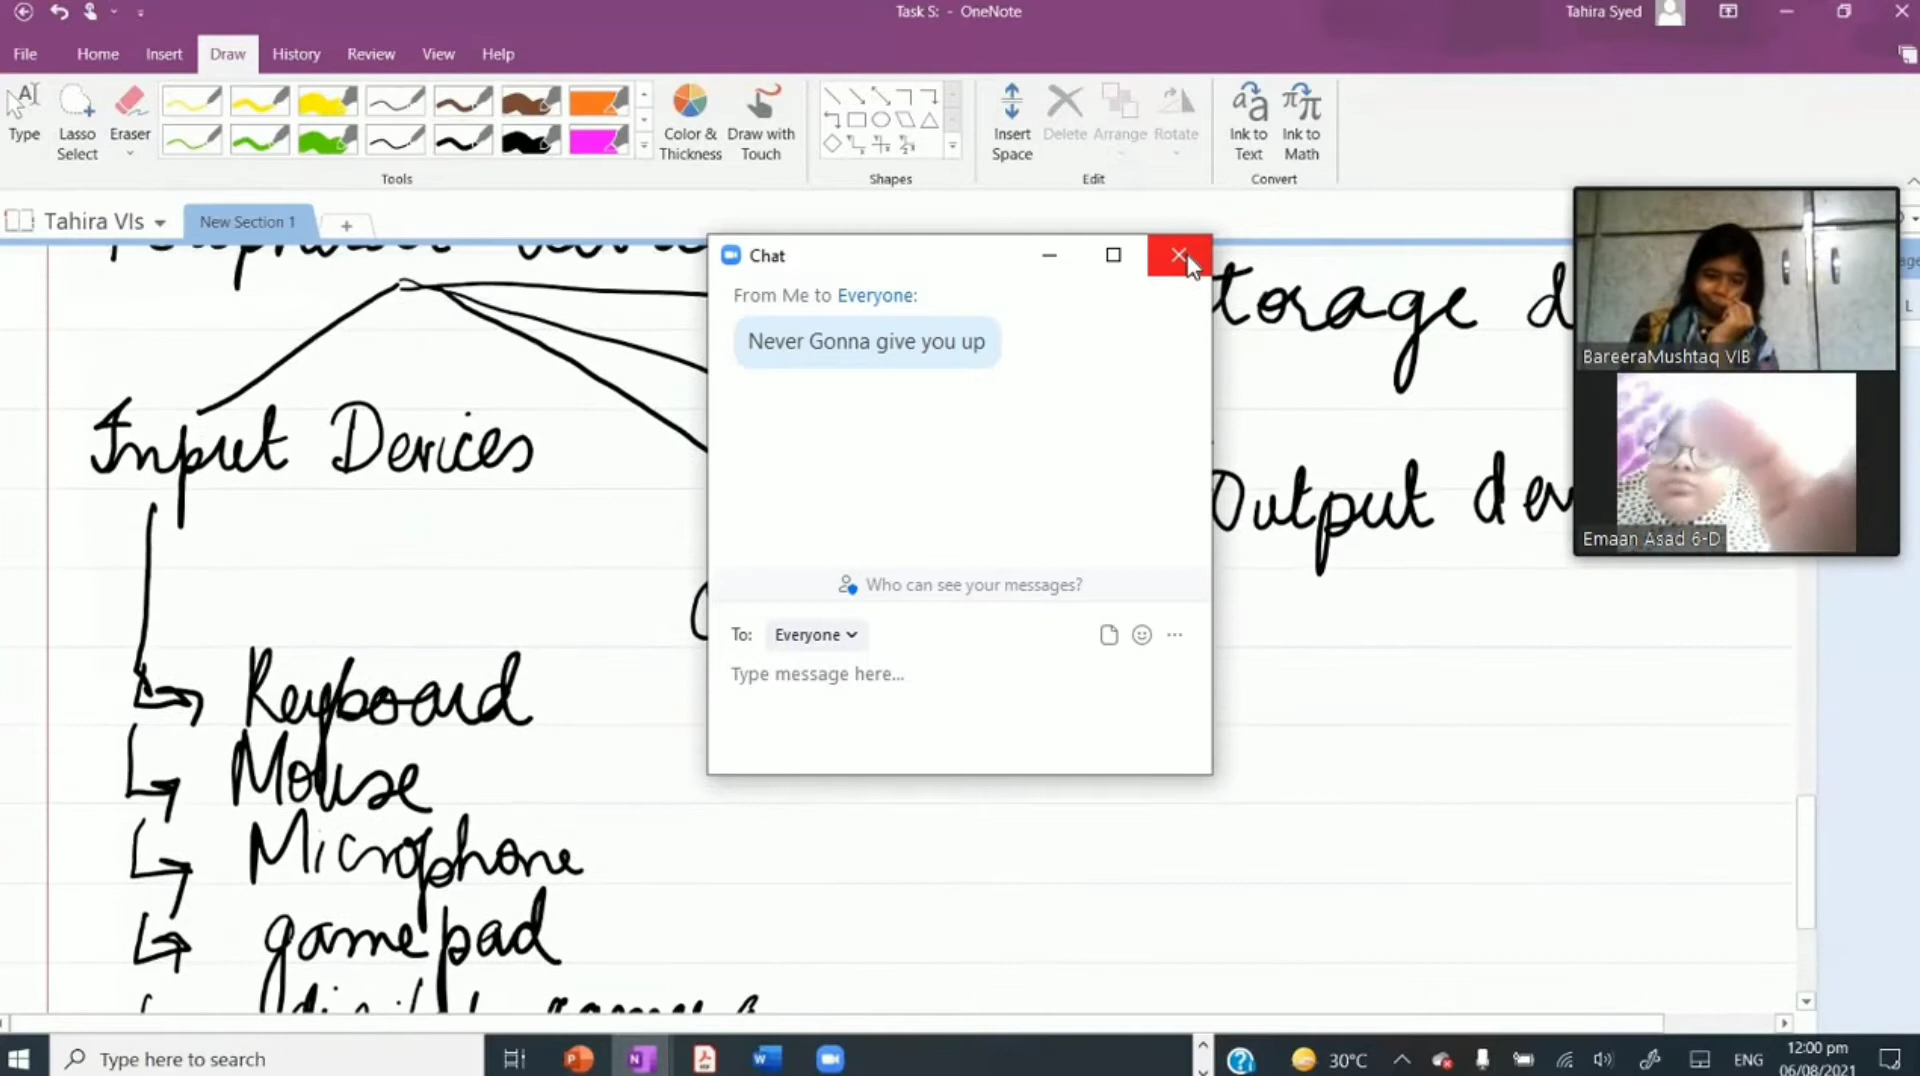 Task S: - OneNote
Tahira Syed
File Home Insert Draw History Review View Help
Type
Lasso Select
Eraser
Color & Thickness
Draw with Touch
Insert Space
Delete
Arrange
Rotate
Ink to Text
Ink to Math
Tools
Shapes
Edit
Convert
Tahira VIs
New Section 1
Chat
From Me to Everyone:
Never Gonna give you up
Who can see your messages?
To: Everyone
Type message here...
BareeraMushtaq VIB
Emaan Asad 6-D
Input Devices
Output
Keyboard
Mouse
Microphone
gamepad
Type here to search
30°C
ENG
12:00 pm
06/08/2021